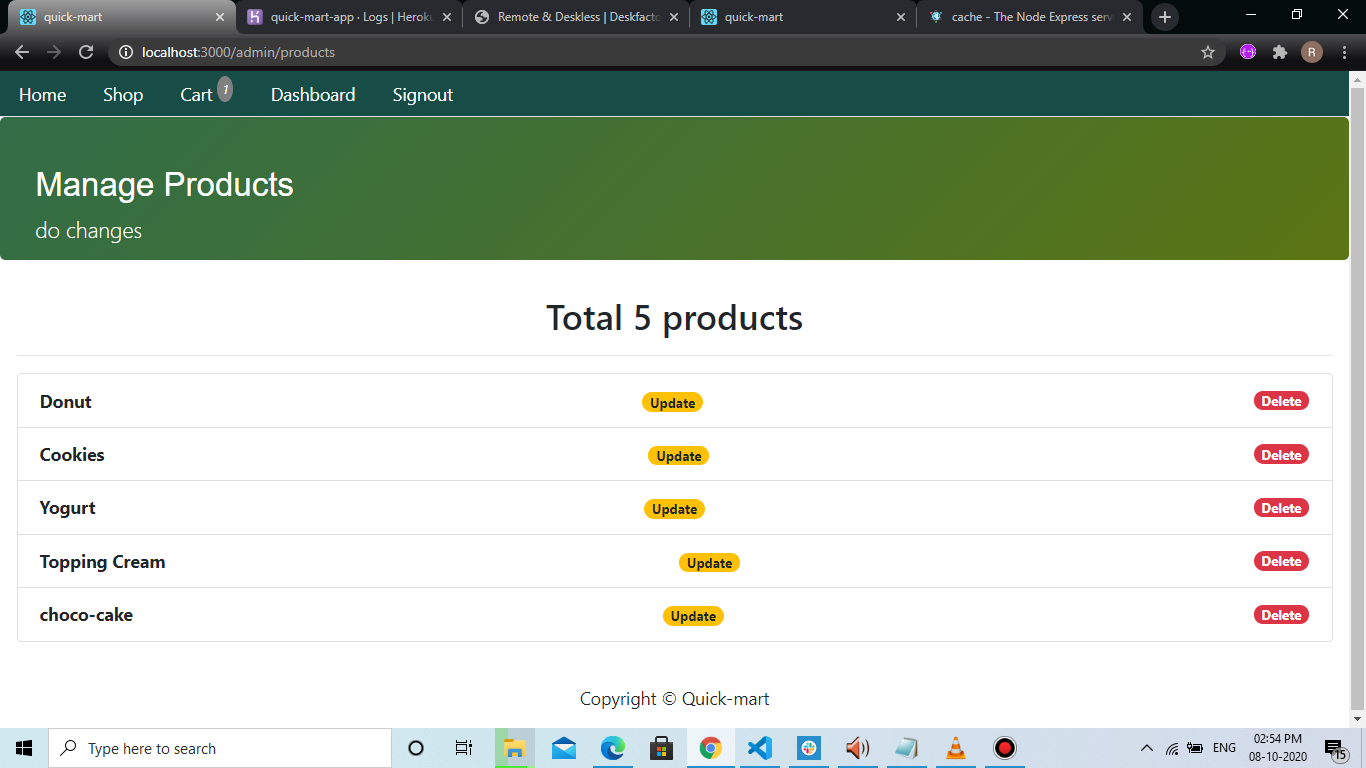 quick-mart
quick-mart-app · Logs | Heroku
Remote & Deskless | Deskfacto
quick-mart
cache - The Node Express serv
localhost:3000/admin/products
R
Home Shop Cart 1 Dashboard Signout
Manage Products
do changes
Total 5 products
Donut Update Delete
Cookies Update Delete
Yogurt Update Delete
Topping Cream Update Delete
choco-cake Update Delete
Copyright © Quick-mart
Type here to search
ENG
02:54 PM
08-10-2020
15